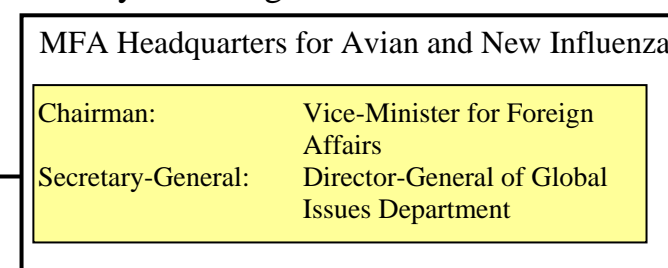 MFA Headquarters for Avian and New Influenza
Chairman: Vice-Minister for Foreign
Affairs
Secretary-General: Director-General of Global
Issues Department